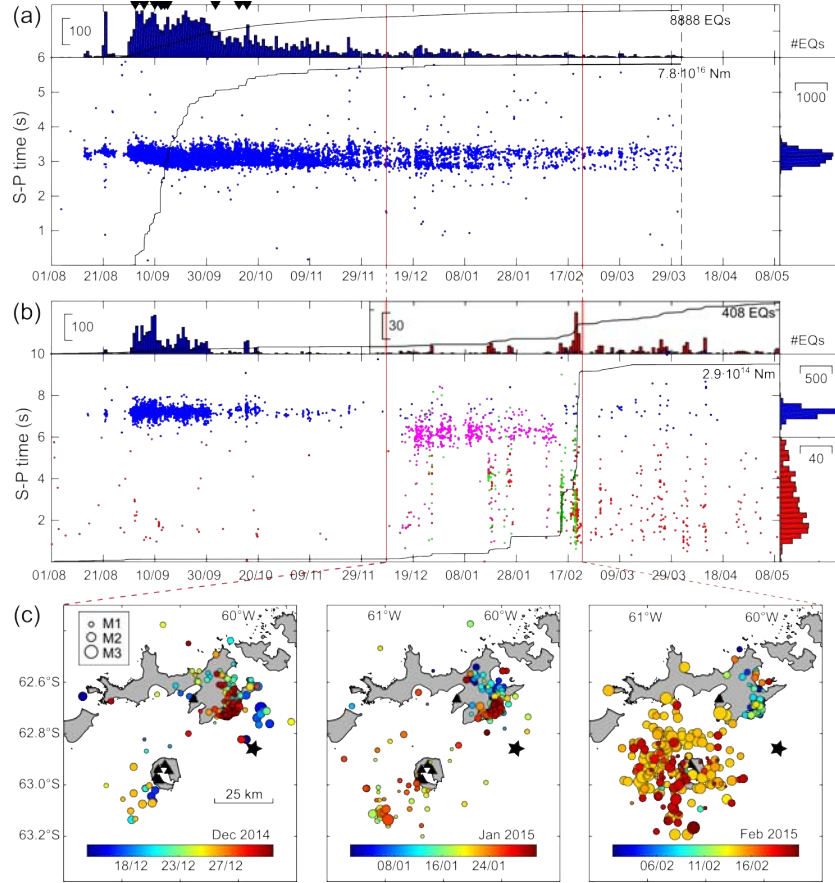 (a)
100
8888 EQs
#EQs
6
7.8·10¹⁶ Nm
1000
5
4
3
2
1
S-P time (s)
01/08 21/08 10/09 30/09 20/10 09/11 29/11 19/12 08/01 28/01 17/02 09/03 29/03 18/04 08/05
(b)
100
30
408 EQs
#EQs
10
2.9·10¹⁴ Nm
500
8
6
40
4
2
S-P time (s)
01/08 21/08 10/09 30/09 20/10 09/11 29/11 19/12 08/01 28/01 17/02 09/03 29/03 18/04 08/05
(c)
60°W 61°W 60°W 61°W 60°W
M1
M2
M3
62.6°S
62.8°S
63.0°S
25 km
63.2°S
Dec 2014 Jan 2015 Feb 2015
18/12 23/12 27/12 08/01 16/01 24/01 06/02 11/02 16/02